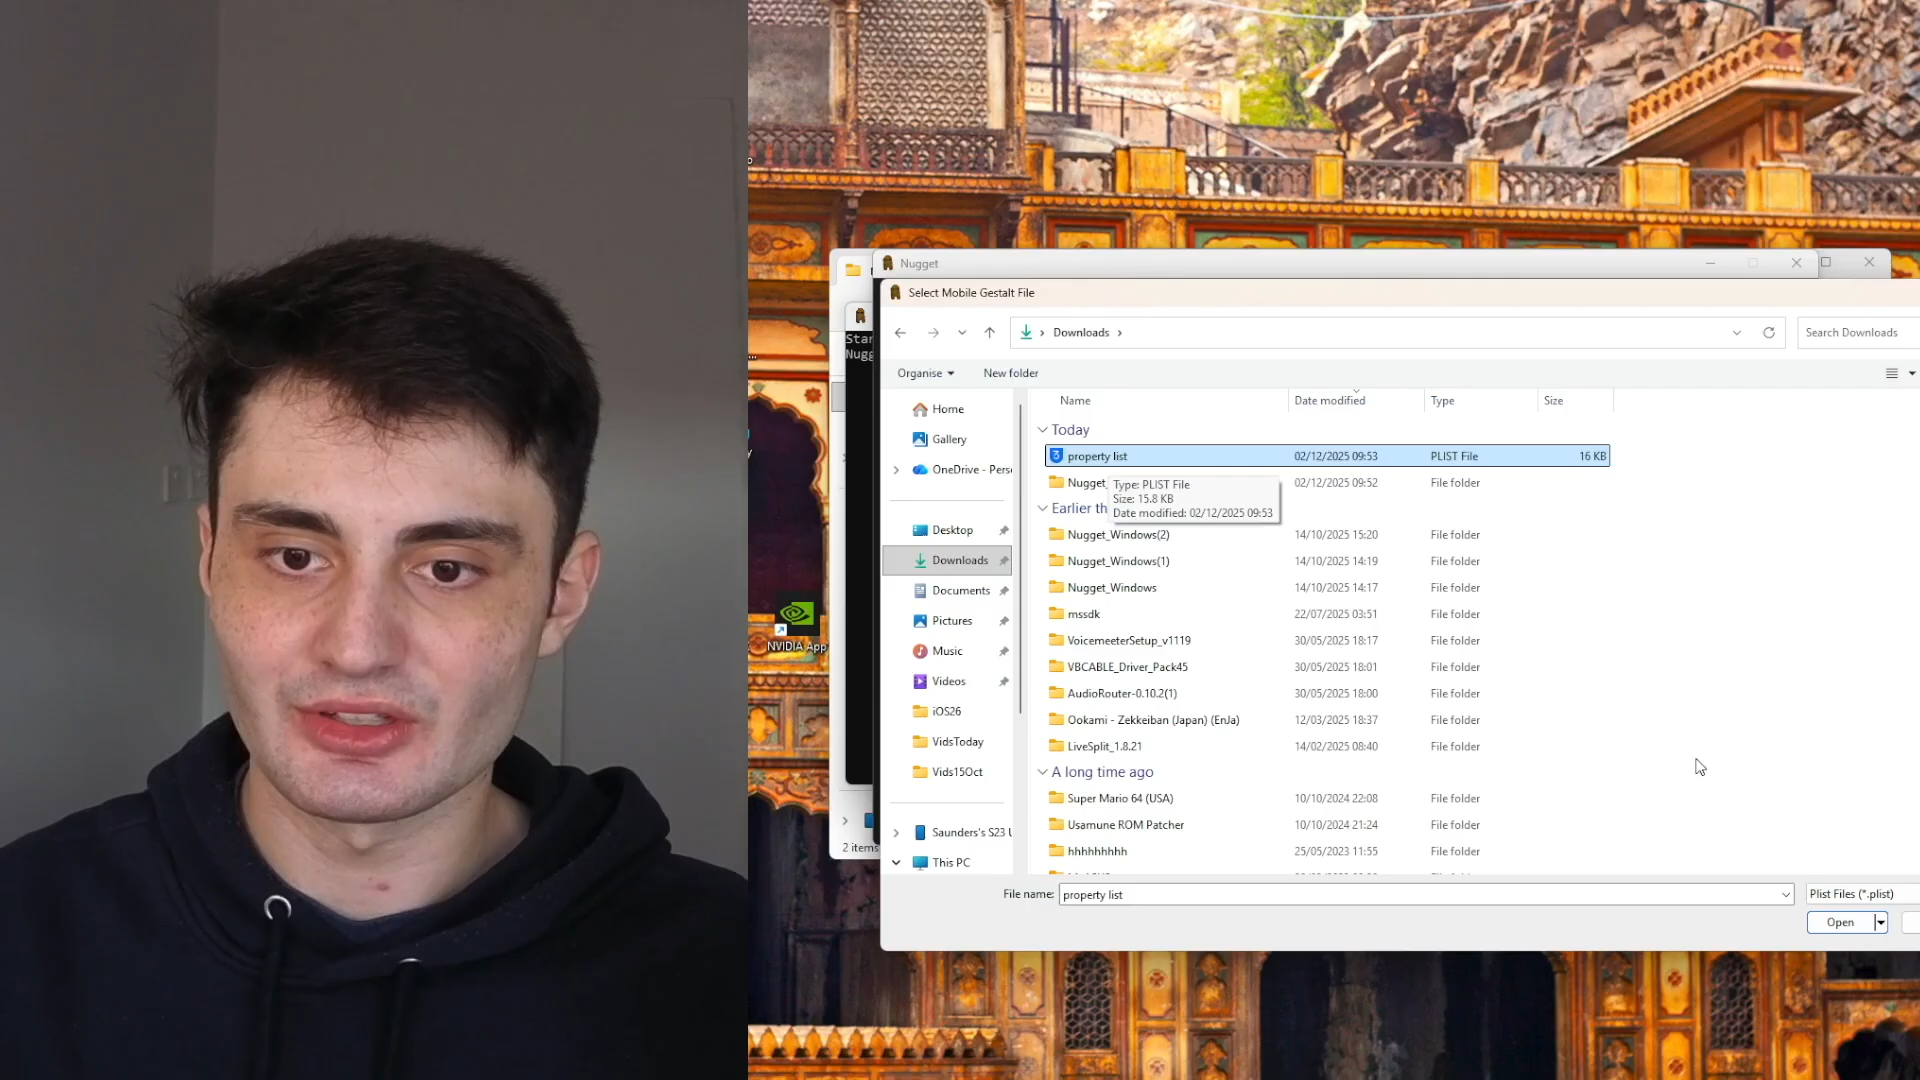 Nugget
Select Mobile Gestalt File
Downloads
Search Downloads
Organise
New folder
Name
Date modified
Type
Size
Home
Gallery
OneDrive - Pers
Desktop
Downloads
Documents
Pictures
Music
Videos
iOS26
VidsToday
Vids15Oct
Saunders's S23 U
This PC
Today
property list 02/12/2025 09:53 PLIST File 16 KB
Nugget_ 02/12/2025 09:52 File folder
Type: PLIST File
Size: 15.8 KB
Date modified: 02/12/2025 09:53
Earlier th
Nugget_Windows(2) 14/10/2025 15:20 File folder
Nugget_Windows(1) 14/10/2025 14:19 File folder
Nugget_Windows 14/10/2025 14:17 File folder
mssdk 22/07/2025 03:51 File folder
VoicemeeterSetup_v1119 30/05/2025 18:17 File folder
VBCABLE_Driver_Pack45 30/05/2025 18:01 File folder
AudioRouter-0.10.2(1) 30/05/2025 18:00 File folder
Ookami - Zekkeiban (Japan) (EnJa) 12/03/2025 18:37 File folder
LiveSplit_1.8.21 14/02/2025 08:40 File folder
A long time ago
Super Mario 64 (USA) 10/10/2024 22:08 File folder
Usamune ROM Patcher 10/10/2024 21:24 File folder
hhhhhhhhh 25/05/2023 11:55 File folder
File name: property list
Plist Files (*.plist)
Open
Star
Nugg
2 items
NVIDIA App